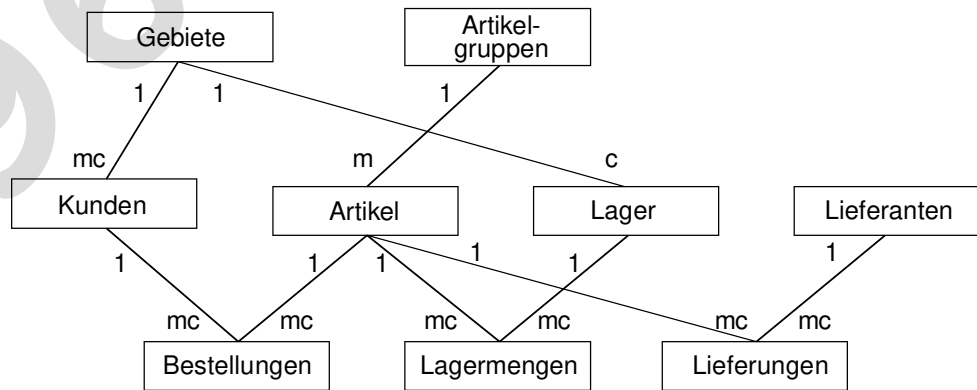 Gebiete
Artikel-
gruppen
1
1
1
mc
m
c
Kunden
Artikel
Lager
Lieferanten
1
1
1
1
1
1
mc
mc
mc
mc
mc
mc
Bestellungen
Lagermengen
Lieferungen